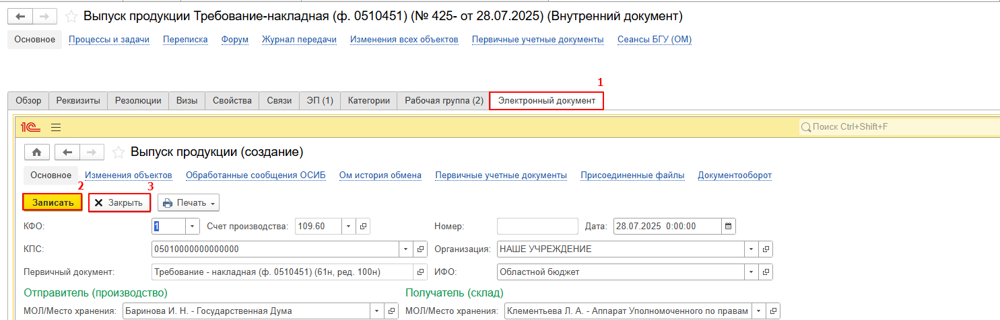 Выпуск продукции Требование-накладная (ф. 0510451) (№ 425- от 28.07.2025) (Внутренний документ)
Основное Процессы и задачи Переписка Форум Журнал передачи Изменения всех объектов Первичные учетные документы Сеансы БГУ (ОМ)
1
Обзор Реквизиты Резолюции Визы Свойства Связи ЭП (1) Категории Рабочая группа (2) Электронный документ
1С Поиск Ctrl+Shift+F
Выпуск продукции (создание)
Основное Изменения объектов Обработанные сообщения ОСИБ Ом история обмена Первичные учетные документы Присоединенные файлы Документооборот
2 3
Записать Закрыть Печать
КФО: 1 Счет производства: 109.60 Номер: Дата: 28.07.2025 0:00:00
КПС: 05010000000000000 Организация: НАШЕ УЧРЕЖДЕНИЕ
Первичный документ: Требование - накладная (ф. 0510451) (61н, ред. 100н) ИФО: Областной бюджет
Отправитель (производство) Получатель (склад)
МОЛ/Место хранения: Баринова И. Н. - Государственная Дума МОЛ/Место хранения: Клементьева Л. А. - Аппарат Уполномоченного по правам